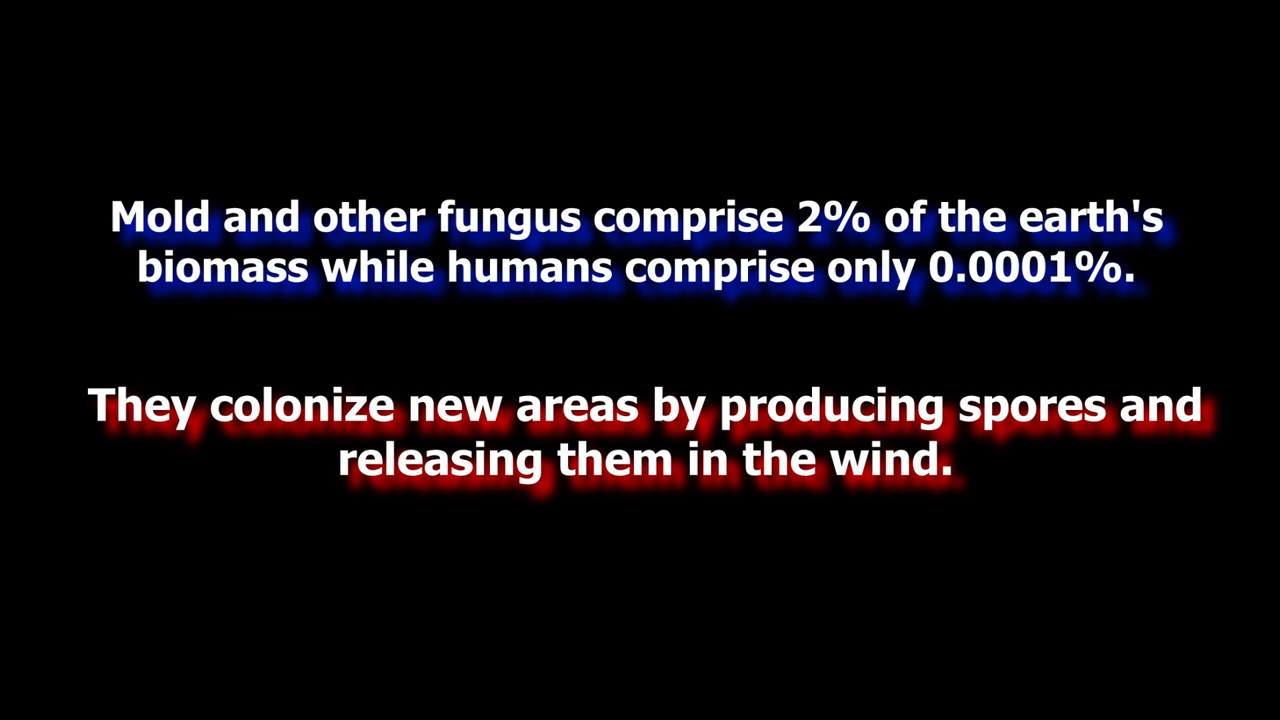 Mold and other fungus comprise 2% of the earth's
biomass while humans comprise only 0.0001%.
They colonize new areas by producing spores and
releasing them in the wind.